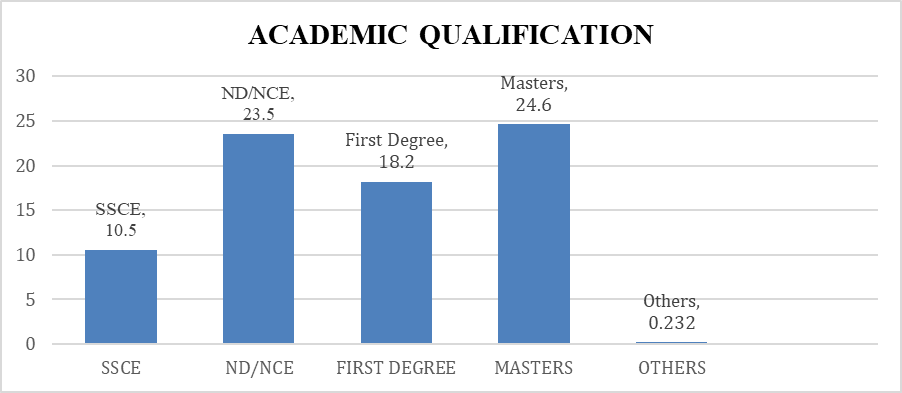 ACADEMIC QUALIFICATION
30
25
20
15
10
5
0
SSCE,
10.5
ND/NCE,
23.5
First Degree,
18.2
Masters,
24.6
Others,
0.232
SSCE
ND/NCE
FIRST DEGREE
MASTERS
OTHERS